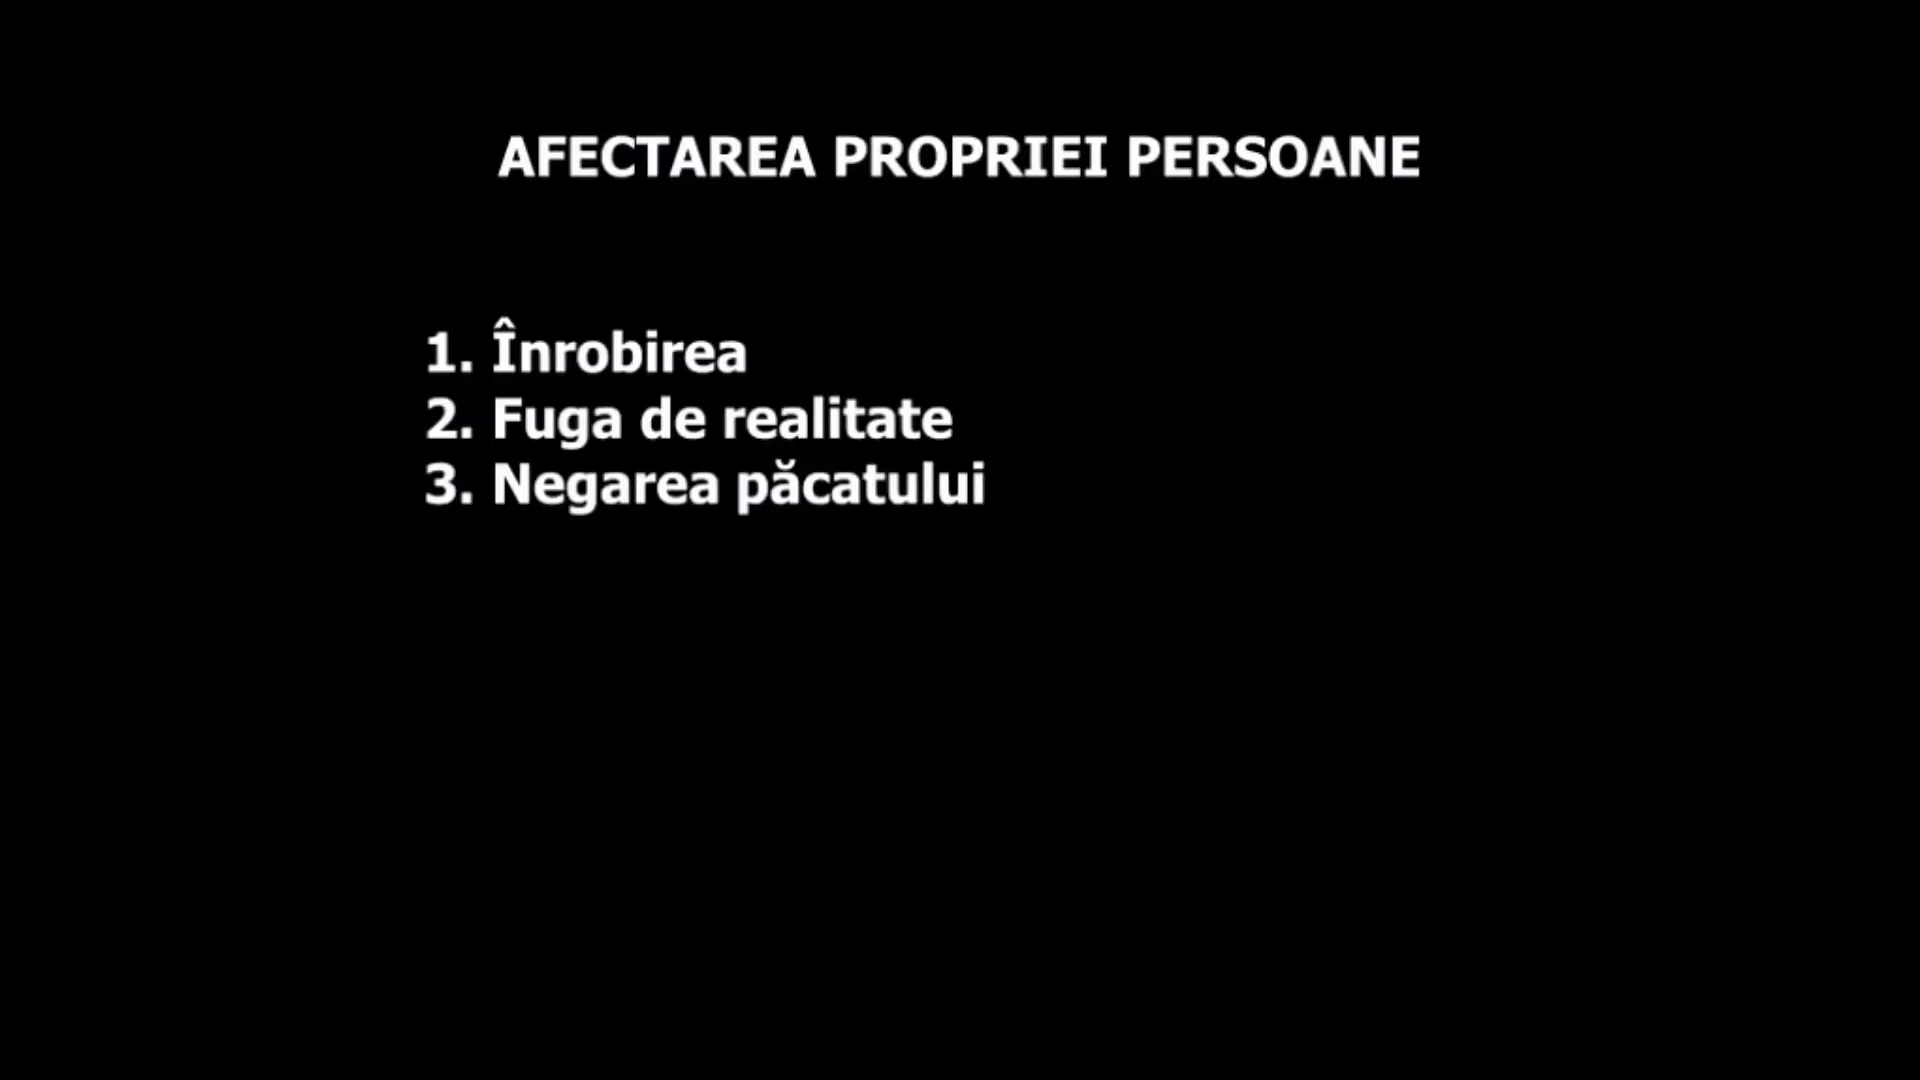 AFECTAREA PROPRIEI PERSOANE
1. Înrobirea
2. Fuga de realitate
3. Negarea păcatului